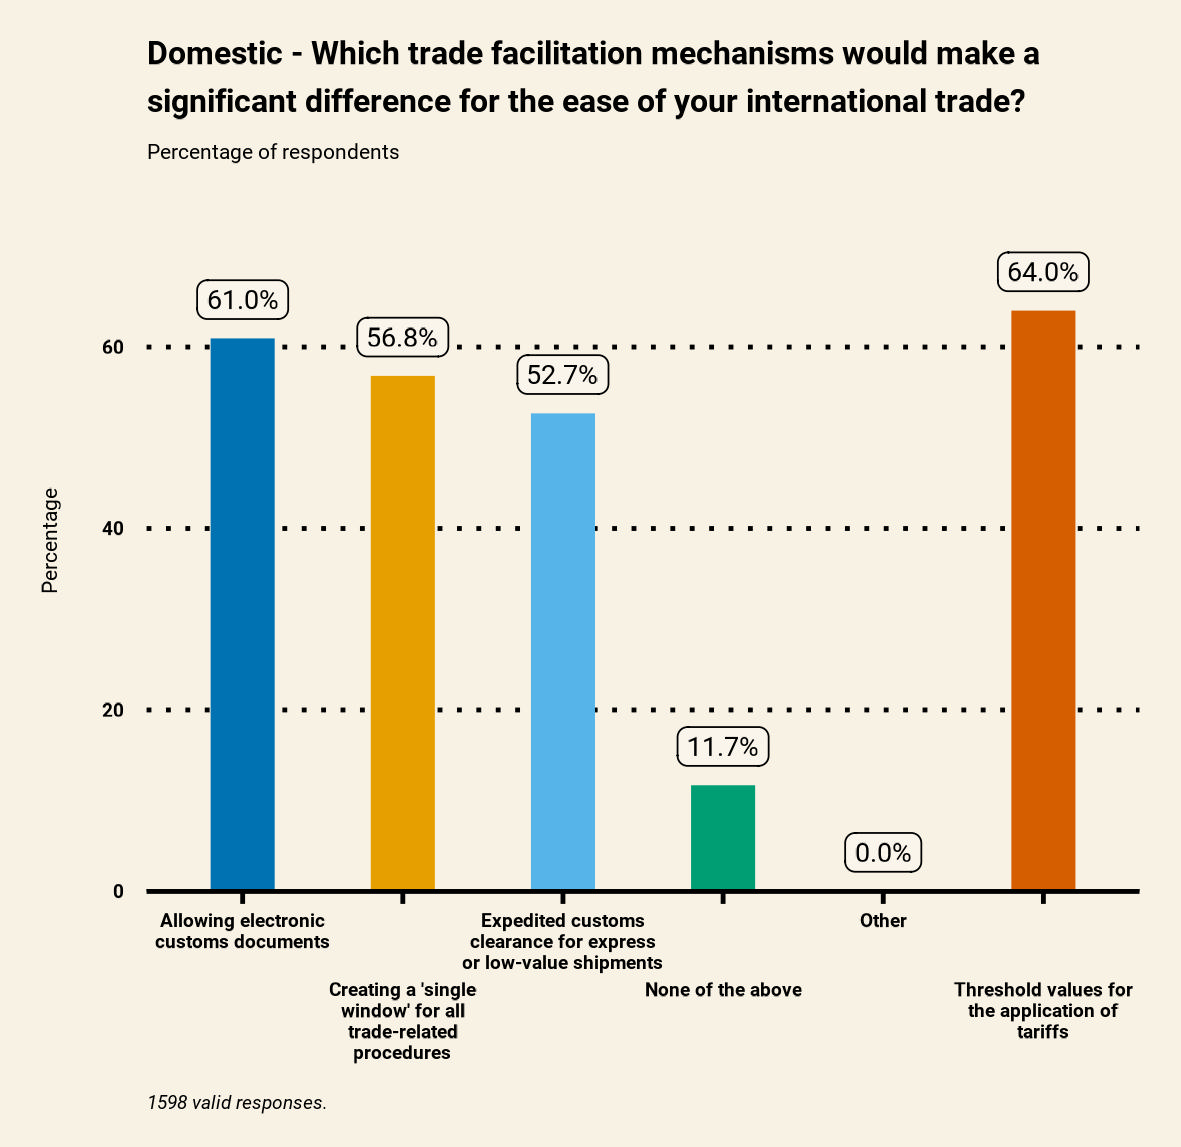 Domestic - Which trade facilitation mechanisms would make a
significant difference for the ease of your international trade?
Percentage of respondents
Percentage
60
40
20
0
61.0%
56.8%
52.7%
11.7%
0.0%
64.0%
Allowing electronic
customs documents
Creating a 'single
window' for all
trade-related
procedures
Expedited customs
clearance for express
or low-value shipments
None of the above
Other
Threshold values for
the application of
tariffs
1598 valid responses.